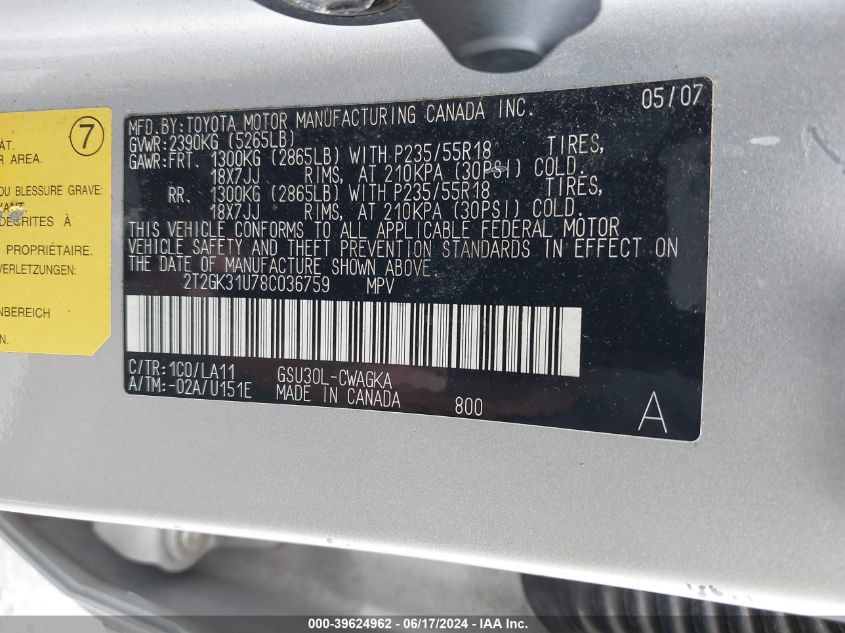 7
ÄT.
R AREA.
OU BLESSURE GRAVE:
DÉCRITES À
PROPRIÉTAIRE.
VERLETZUNGEN:
NBEREICH
N.
05/07
MFD.BY:TOYOTA MOTOR MANUFACTURING CANADA INC.
GVWR:2390KG (5265LB)
GAWR:FRT. 1300KG (2865LB) WITH P235/55R18 TIRES,
18X7JJ RIMS, AT 210KPA (30PSI) COLD.
RR. 1300KG (2865LB) WITH P235/55R18 TIRES,
18X7JJ RIMS, AT 210KPA (30PSI) COLD.
THIS VEHICLE CONFORMS TO ALL APPLICABLE FEDERAL MOTOR
VEHICLE SAFETY AND THEFT PREVENTION STANDARDS IN EFFECT ON
THE DATE OF MANUFACTURE SHOWN ABOVE.
2T2GK31U78C036759 MPV
C/TR:1C0/LA11 GSU30L-CWAGKA
A/TM:-02A/U151E MADE IN CANADA 800 A
000-39624962 - 06/17/2024 - IAA Inc.